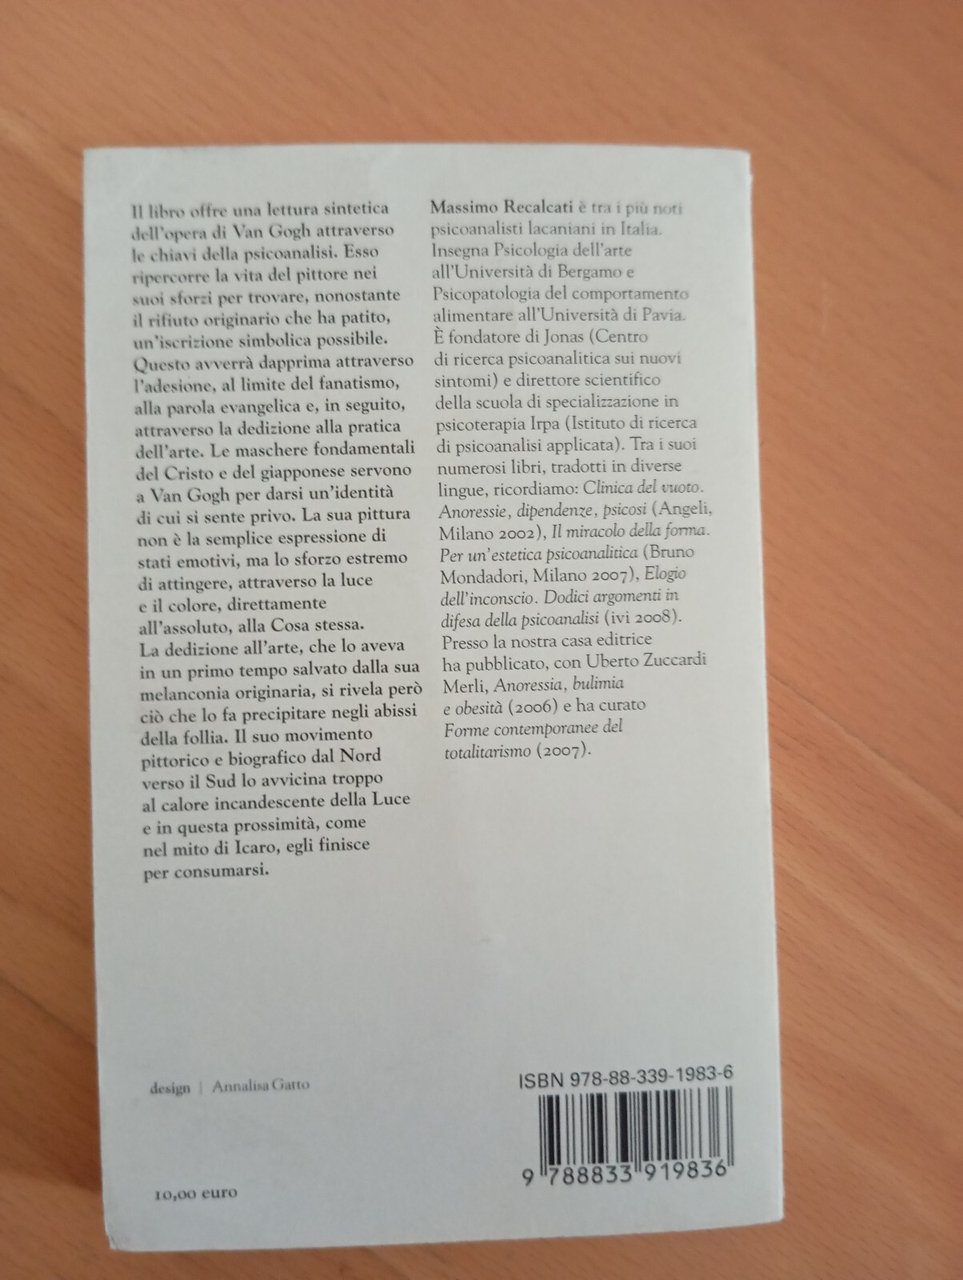 Il libro offre una lettura sintetica
dell'opera di Van Gogh attraverso
le chiavi della psicoanalisi. Esso
ripercorre la vita del pittore nei
suoi sforzi per trovare, nonostante
il rifiuto originario che ha patito,
un'iscrizione simbolica possibile.
Questo avverrà dapprima attraverso
l'adesione, al limite del fanatismo,
alla parola evangelica e, in seguito,
attraverso la dedizione alla pratica
dell'arte. Le maschere fondamentali
del Cristo e del giapponese servono
a Van Gogh per darsi un'identità
di cui si sente privo. La sua pittura
non è la semplice espressione di
stati emotivi, ma lo sforzo estremo
di attingere, attraverso la luce
e il colore, direttamente
all'assoluto, alla Cosa stessa.
La dedizione all'arte, che lo aveva
in un primo tempo salvato dalla sua
melanconia originaria, si rivela però
ciò che lo fa precipitare negli abissi
della follia. Il suo movimento
pittorico e biografico dal Nord
verso il Sud lo avvicina troppo
al calore incandescente della Luce
e in questa prossimità, come
nel mito di Icaro, egli finisce
per consumarsi.
Massimo Recalcati è tra i più noti
psicoanalisti lacaniani in Italia.
Insegna Psicologia dell'arte
all'Università di Bergamo e
Psicopatologia del comportamento
alimentare all'Università di Pavia.
È fondatore di Jonas (Centro
di ricerca psicoanalitica sui nuovi
sintomi) e direttore scientifico
della scuola di specializzazione in
psicoterapia Irpa (Istituto di ricerca
di psicoanalisi applicata). Tra i suoi
numerosi libri, tradotti in diverse
lingue, ricordiamo: Clinica del vuoto.
Anoressie, dipendenze, psicosi (Angeli,
Milano 2002), Il miracolo della forma.
Per un'estetica psicoanalitica (Bruno
Mondadori, Milano 2007), Elogio
dell'inconscio. Dodici argomenti in
difesa della psicoanalisi (ivi 2008).
Presso la nostra casa editrice
ha pubblicato, con Uberto Zuccardi
Merli, Anoressia, bulimia
e obesità (2006) e ha curato
Forme contemporanee del
totalitarismo (2007).
design | Annalisa Gatto
10,00 euro
ISBN 978-88-339-1983-6
9 788833 919836